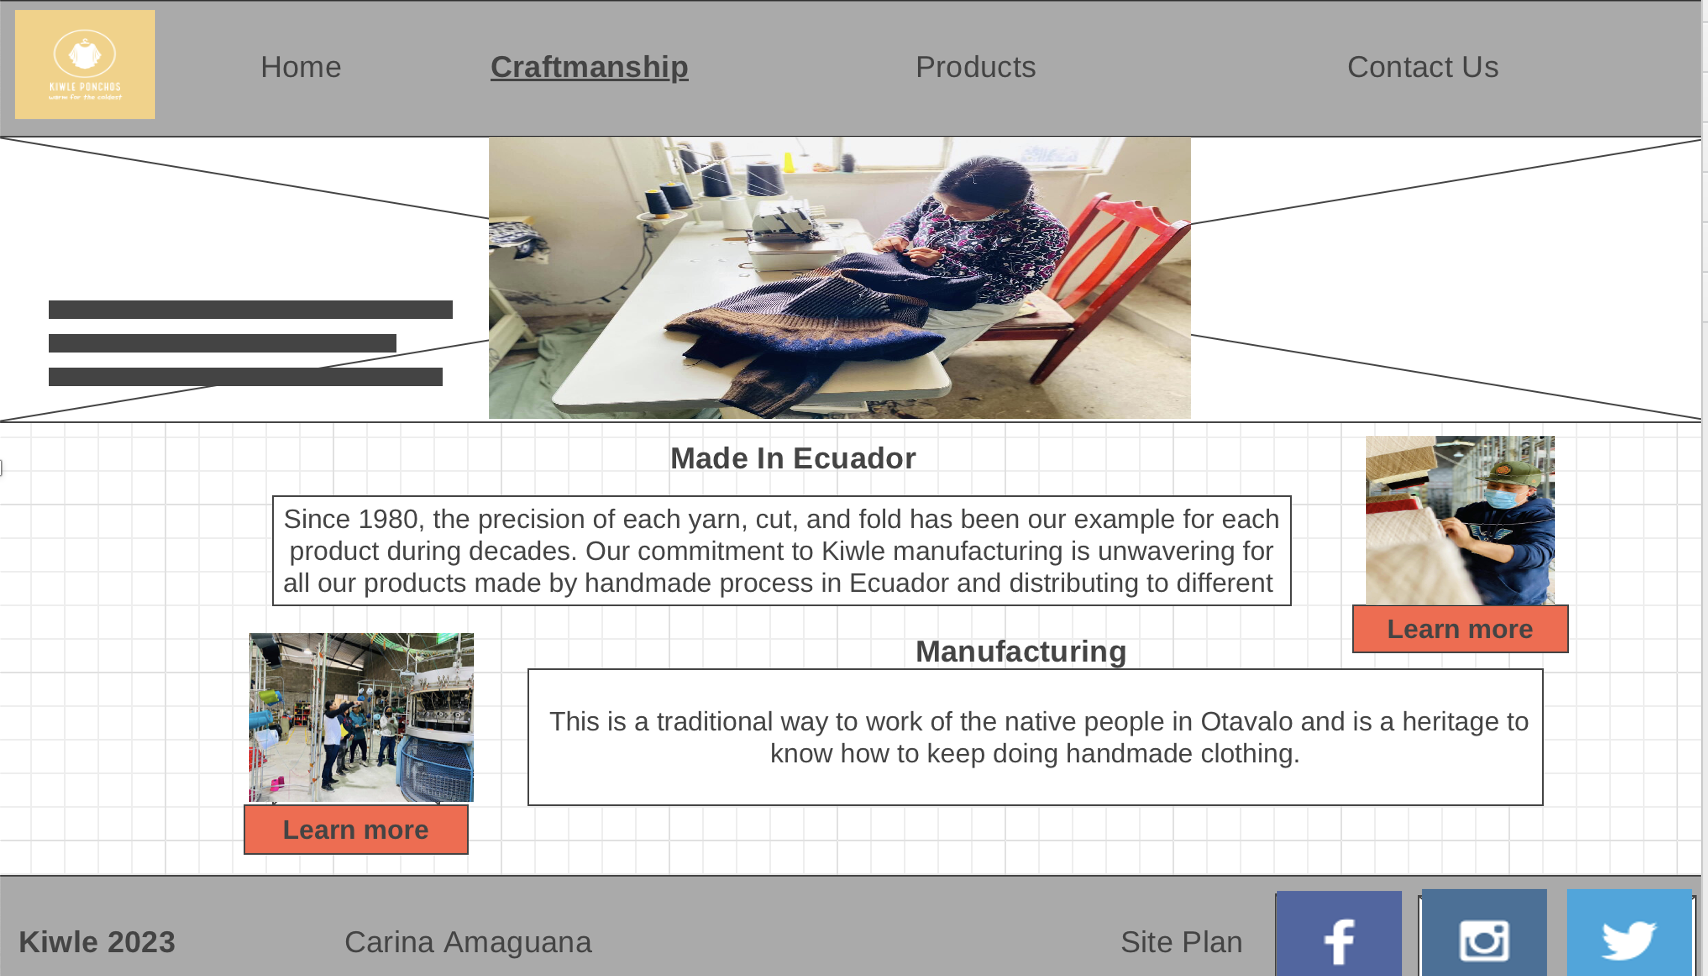 KIWLE PONCHOS
warm for the coldest
Home
Craftmanship
Products
Contact Us
Made In Ecuador
Since 1980, the precision of each yarn, cut, and fold has been our example for each
product during decades. Our commitment to Kiwle manufacturing is unwavering for
all our products made by handmade process in Ecuador and distributing to different
Learn more
Manufacturing
This is a traditional way to work of the native people in Otavalo and is a heritage to
know how to keep doing handmade clothing.
Learn more
Kiwle 2023
Carina Amaguana
Site Plan